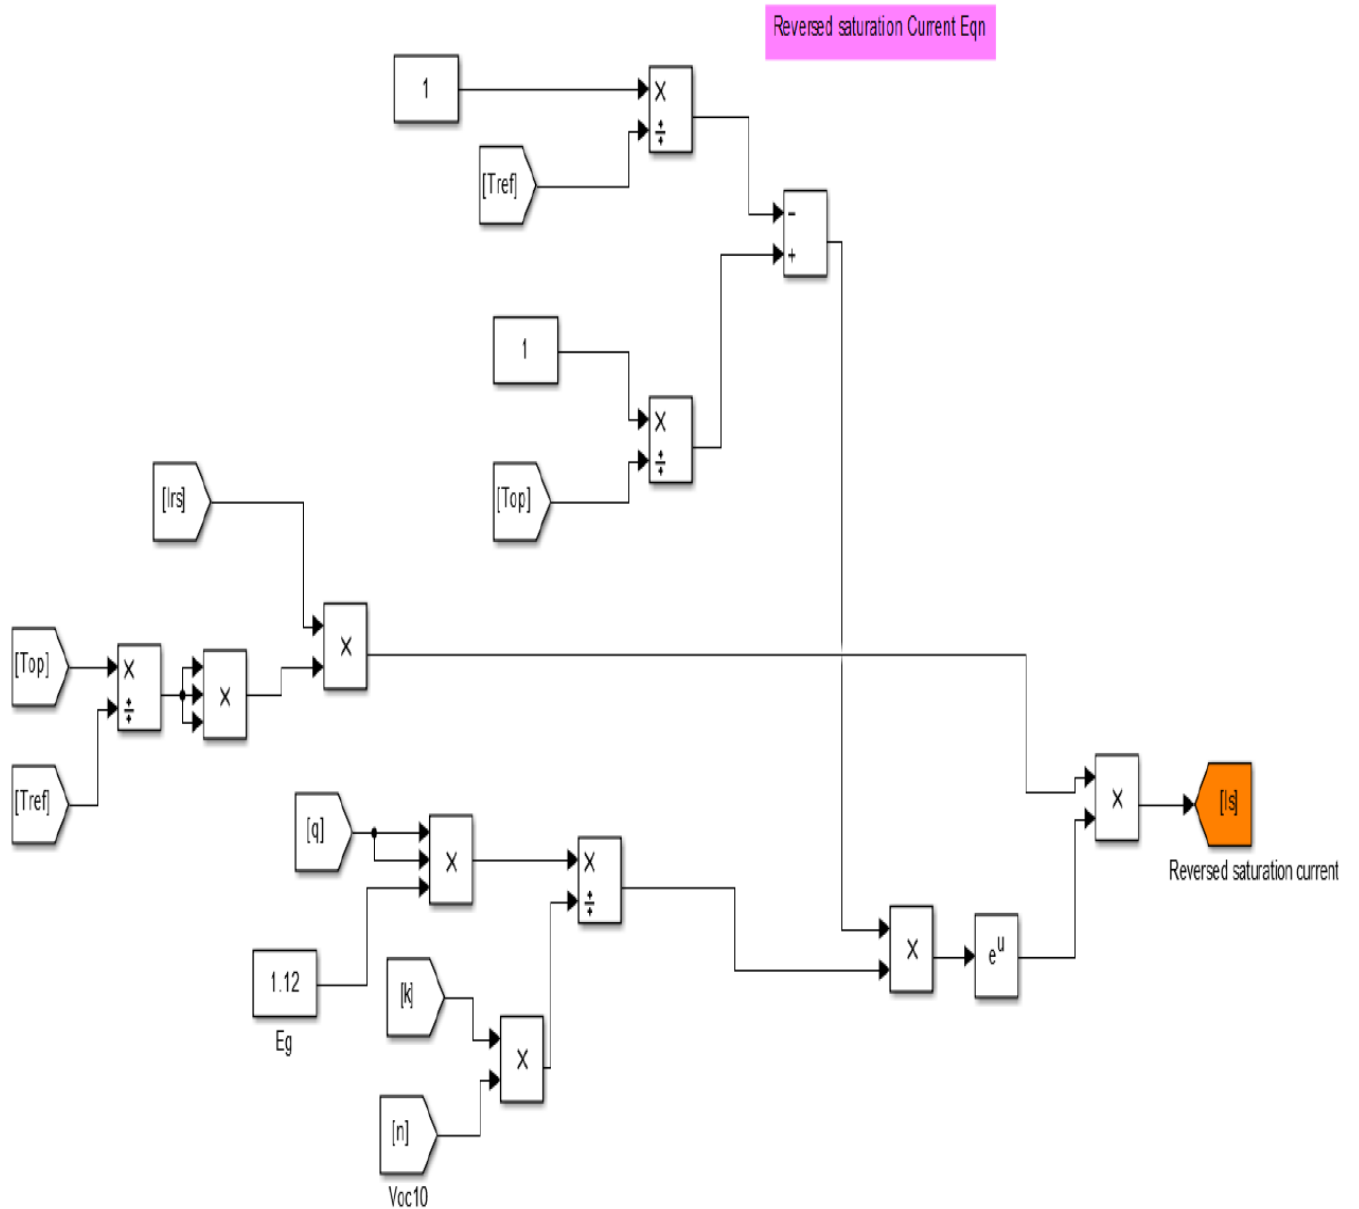 Reversed saturation Current Eqn
1
×
÷
[Tref]
-
+
1
×
÷
[Top]
[Irs]
×
[Top]
×
÷
×
[Tref]
[q]
×
×
÷
×
[Is]
Reversed saturation current
1.12
Eg
[k]
×
×
e^u
[n]
Voc10